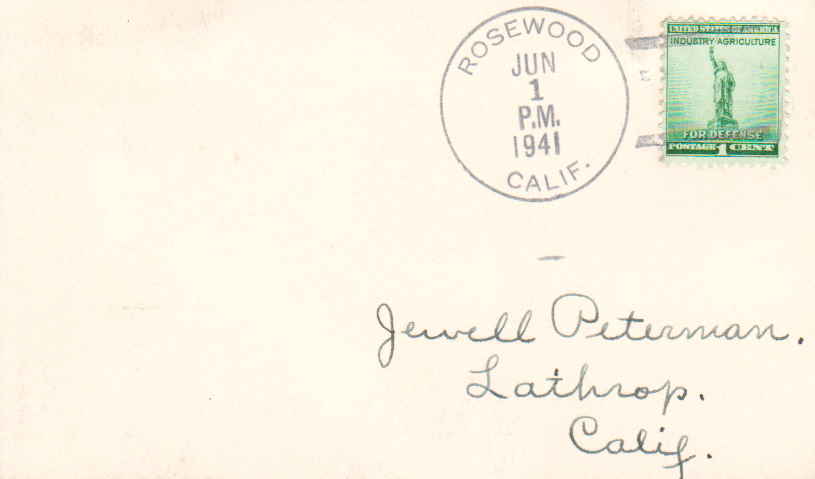 ROSEWOOD
JUN
1
P.M.
1941
CALIF.
UNITED STATES OF AMERICA
INDUSTRY AGRICULTURE
FOR DEFENSE
POSTAGE 1 CENT
Jewell Peterman.
Lathrop.
Calif.